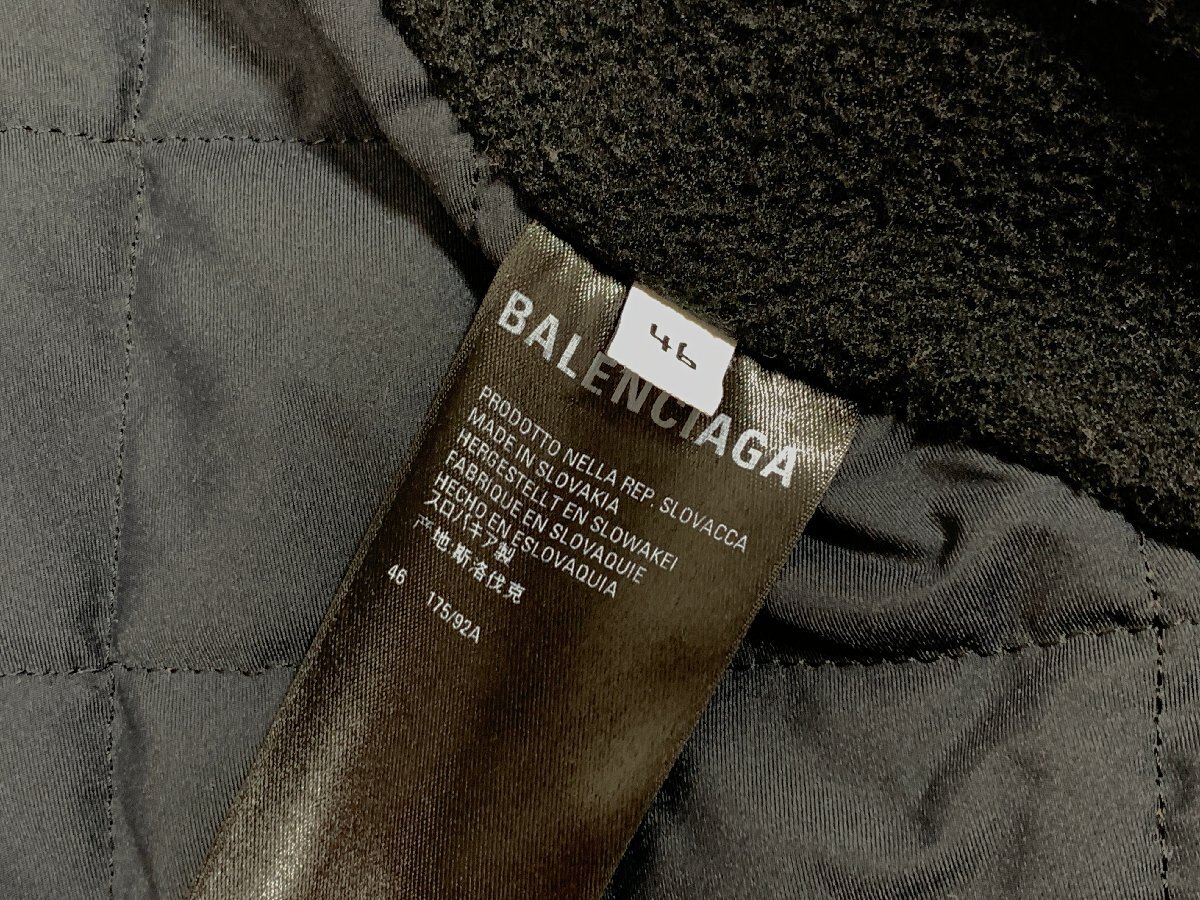 46
BALENCIAGA
PRODOTTO NELLA REP. SLOVACCA
MADE IN SLOVAKIA
HERGESTELLT EN SLOWAKEI
FABRIQUE EN SLOVAQUIE
HECHO EN ESLOVAQUIA
スロバキア製
产地:斯洛伐克
46 175/92A